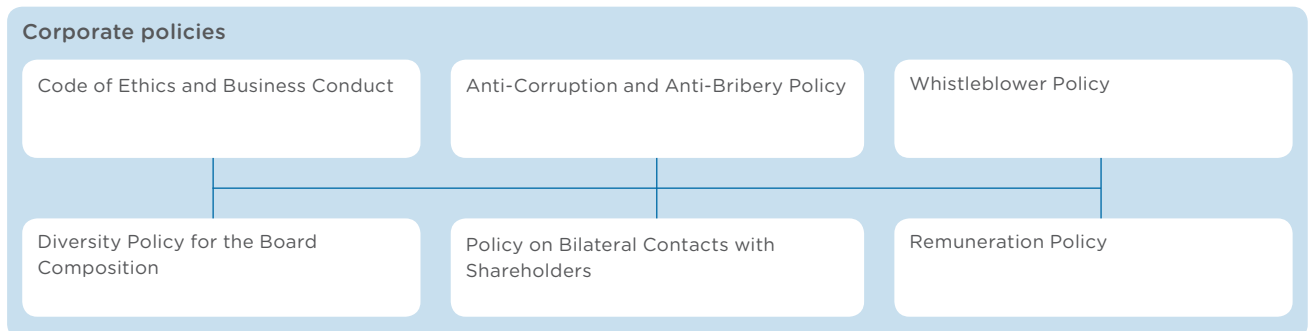 Corporate policies
Code of Ethics and Business Conduct
Anti-Corruption and Anti-Bribery Policy
Whistleblower Policy
Diversity Policy for the Board
Composition
Policy on Bilateral Contacts with
Shareholders
Remuneration Policy